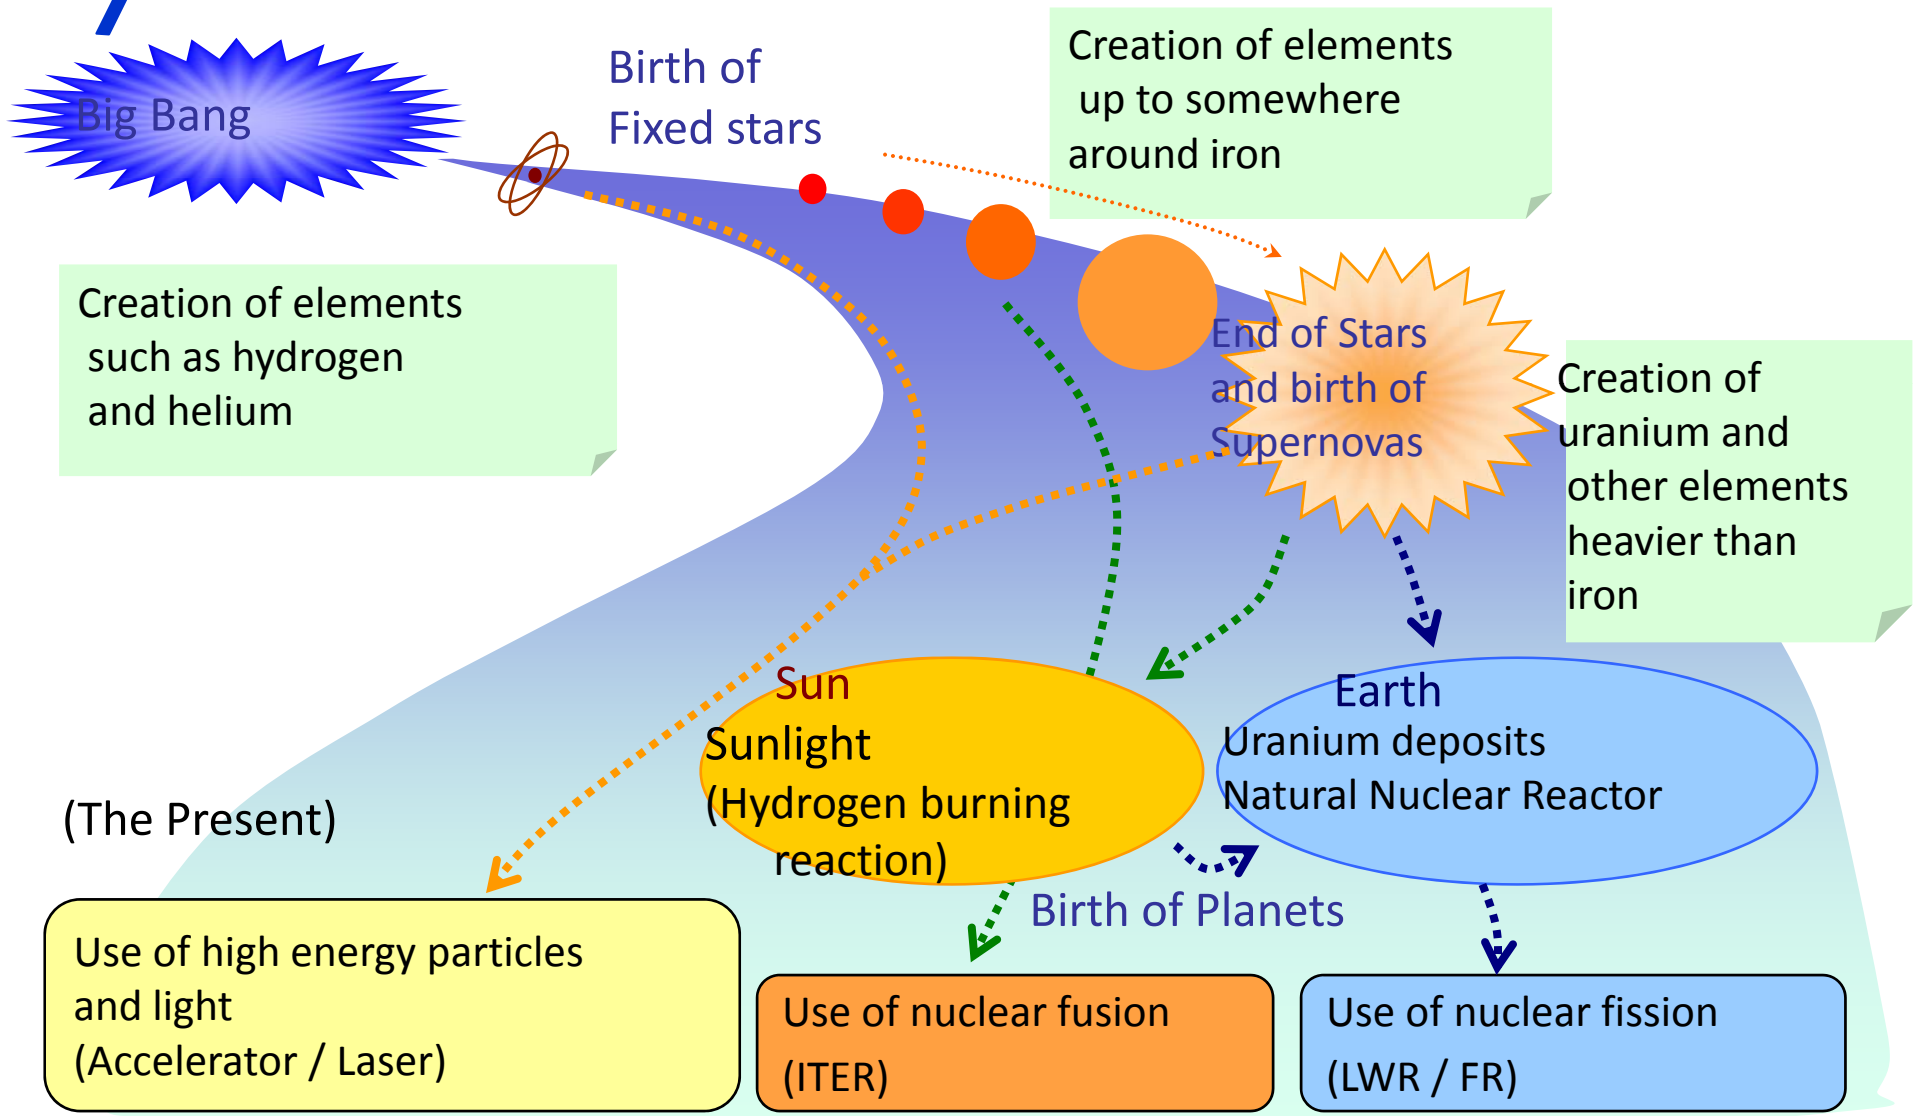 Big Bang
Birth of
Fixed stars
Creation of elements
up to somewhere
around iron
Creation of elements
such as hydrogen
and helium
End of Stars
and birth of
Supernovas
Creation of
uranium and
other elements
heavier than
iron
Sun
Sunlight
(Hydrogen burning
reaction)
Earth
Uranium deposits
Natural Nuclear Reactor
(The Present)
Birth of Planets
Use of high energy particles
and light
(Accelerator / Laser)
Use of nuclear fusion
(ITER)
Use of nuclear fission
(LWR / FR)